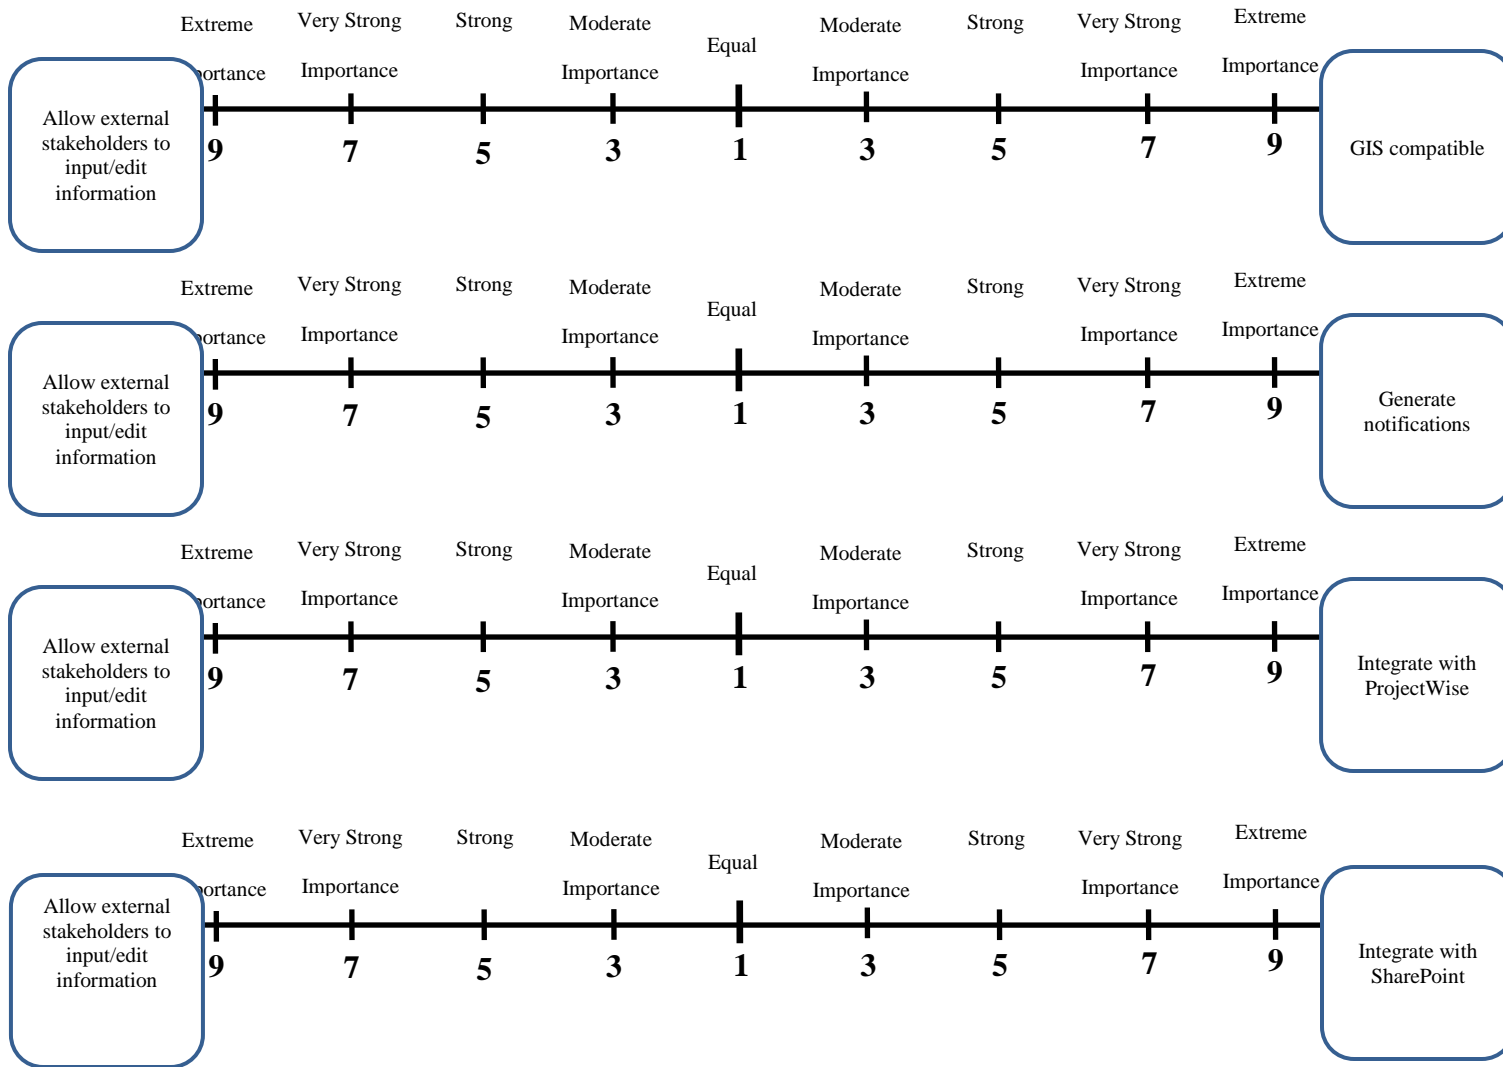 Extreme Very Strong Strong Moderate Equal Moderate Strong Very Strong Extreme
portance Importance Importance Importance Importance Importance
Allow external
stakeholders to
input/edit
information
9 7 5 3 1 3 5 7 9
GIS compatible
Extreme Very Strong Strong Moderate Equal Moderate Strong Very Strong Extreme
portance Importance Importance Importance Importance Importance
Allow external
stakeholders to
input/edit
information
9 7 5 3 1 3 5 7 9
Generate
notifications
Extreme Very Strong Strong Moderate Equal Moderate Strong Very Strong Extreme
portance Importance Importance Importance Importance Importance
Allow external
stakeholders to
input/edit
information
9 7 5 3 1 3 5 7 9
Integrate with
ProjectWise
Extreme Very Strong Strong Moderate Equal Moderate Strong Very Strong Extreme
portance Importance Importance Importance Importance Importance
Allow external
stakeholders to
input/edit
information
9 7 5 3 1 3 5 7 9
Integrate with
SharePoint